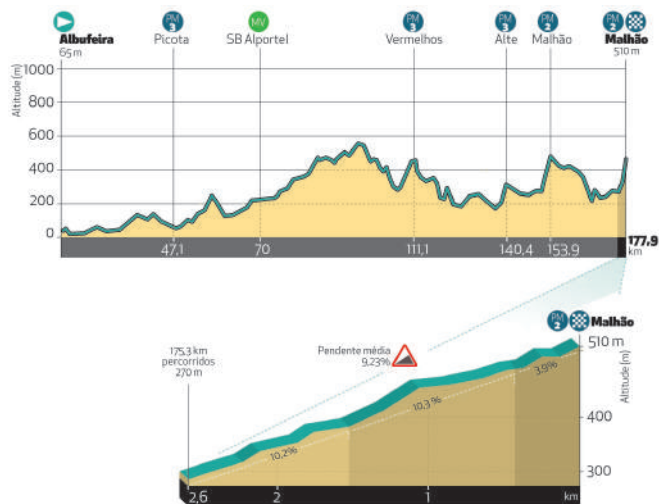 PM 3
MV
PM 3
PM 3
PM 2
PM 2
Albufeira
Picota
SB Alportel
Vermelhos
Alte
Malhão
Malhão
65 m
510 m
Altitude (m)
1000
800
600
400
200
0
47,1
70
111,1
140,4
153,9
177,9
km
PM 2
Malhão
175,3 km
percorridos
270 m
Pendente média
9,23%
510 m
Altitude (m)
400
300
10,2%
10,3 %
3,9%
2,6
2
1
km